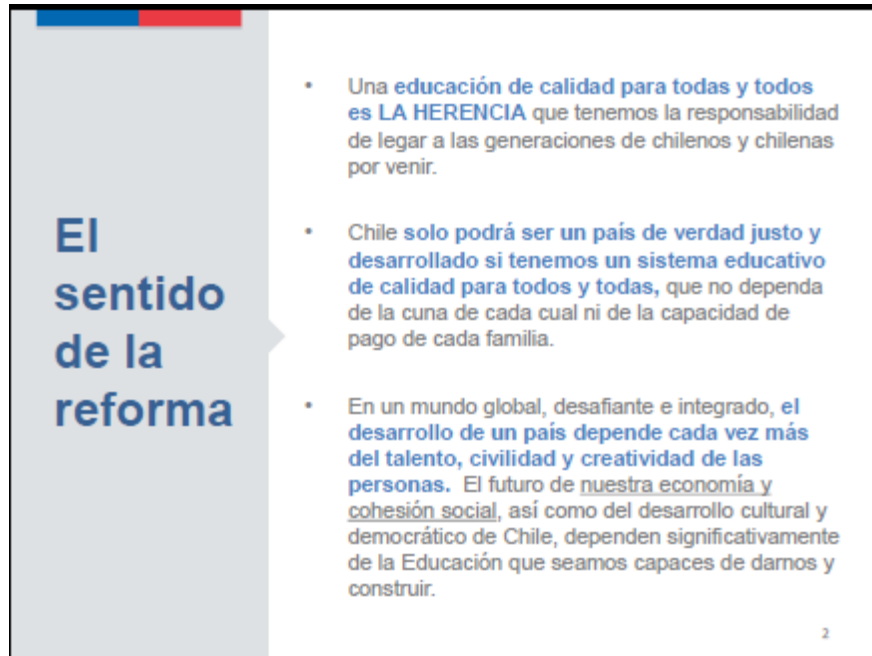 El
sentido
de la
reforma
• Una educación de calidad para todas y todos
es LA HERENCIA que tenemos la responsabilidad
de legar a las generaciones de chilenos y chilenas
por venir.
• Chile solo podrá ser un país de verdad justo y
desarrollado si tenemos un sistema educativo
de calidad para todos y todas, que no dependa
de la cuna de cada cual ni de la capacidad de
pago de cada familia.
• En un mundo global, desafiante e integrado, el
desarrollo de un país depende cada vez más
del talento, civilidad y creatividad de las
personas. El futuro de nuestra economía y
cohesión social, así como del desarrollo cultural y
democrático de Chile, dependen significativamente
de la Educación que seamos capaces de darnos y
construir.
2